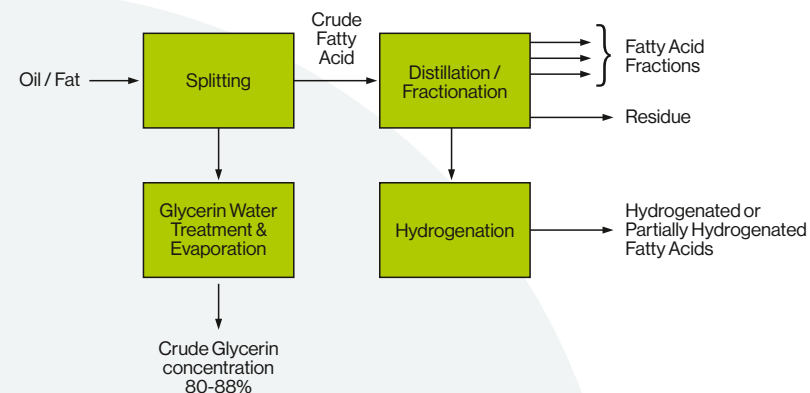 Crude
Fatty
Acid
Oil / Fat
Splitting
Distillation /
Fractionation
Fatty Acid
Fractions
Residue
Glycerin Water
Treatment &
Evaporation
Hydrogenation
Hydrogenated or
Partially Hydrogenated
Fatty Acids
Crude Glycerin
concentration
80-88%